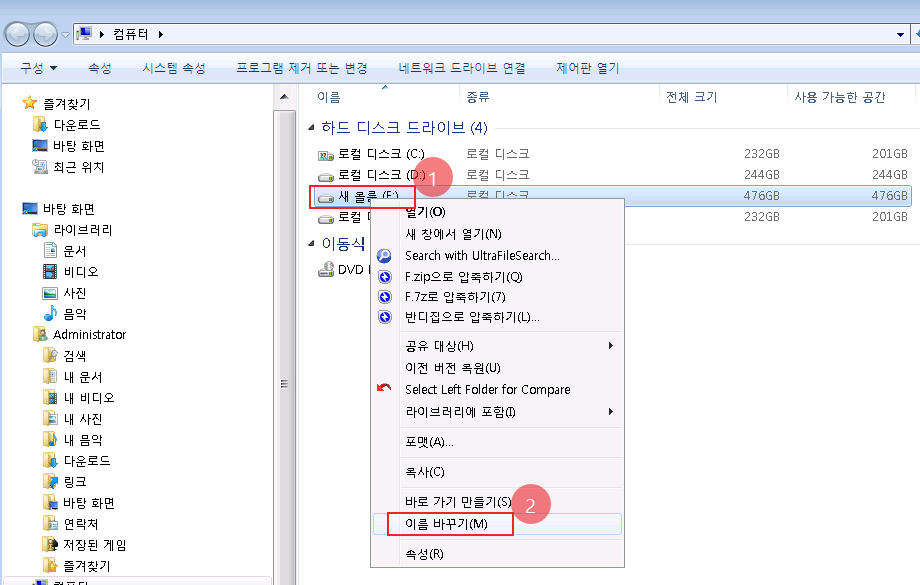 컴퓨터
구성 속성 시스템 속성 프로그램 제거 또는 변경 네트워크 드라이브 연결 제어판 열기
즐겨찾기
다운로드
바탕 화면
최근 위치
바탕 화면
라이브러리
문서
비디오
사진
음악
Administrator
검색
내 문서
내 비디오
내 사진
내 음악
다운로드
링크
바탕 화면
연락처
저장된 게임
즐겨찾기
컴퓨터
이름 종류 전체 크기 사용 가능한 공간
하드 디스크 드라이브 (4)
로컬 디스크 (C:) 로컬 디스크 232GB 201GB
로컬 디스크 (D:) 로컬 디스크 244GB 244GB
1
새 볼륨 (F:) 로컬 디스크 476GB 476GB
로컬 232GB 201GB
이동식
DVD
열기(O)
새 창에서 열기(N)
Search with UltraFileSearch...
F.zip으로 압축하기(Q)
F.7z로 압축하기(7)
반디집으로 압축하기(L)...
공유 대상(H)
이전 버전 복원(U)
Select Left Folder for Compare
라이브러리에 포함(I)
포맷(A)...
복사(C)
바로 가기 만들기(S)
2
이름 바꾸기(M)
속성(R)